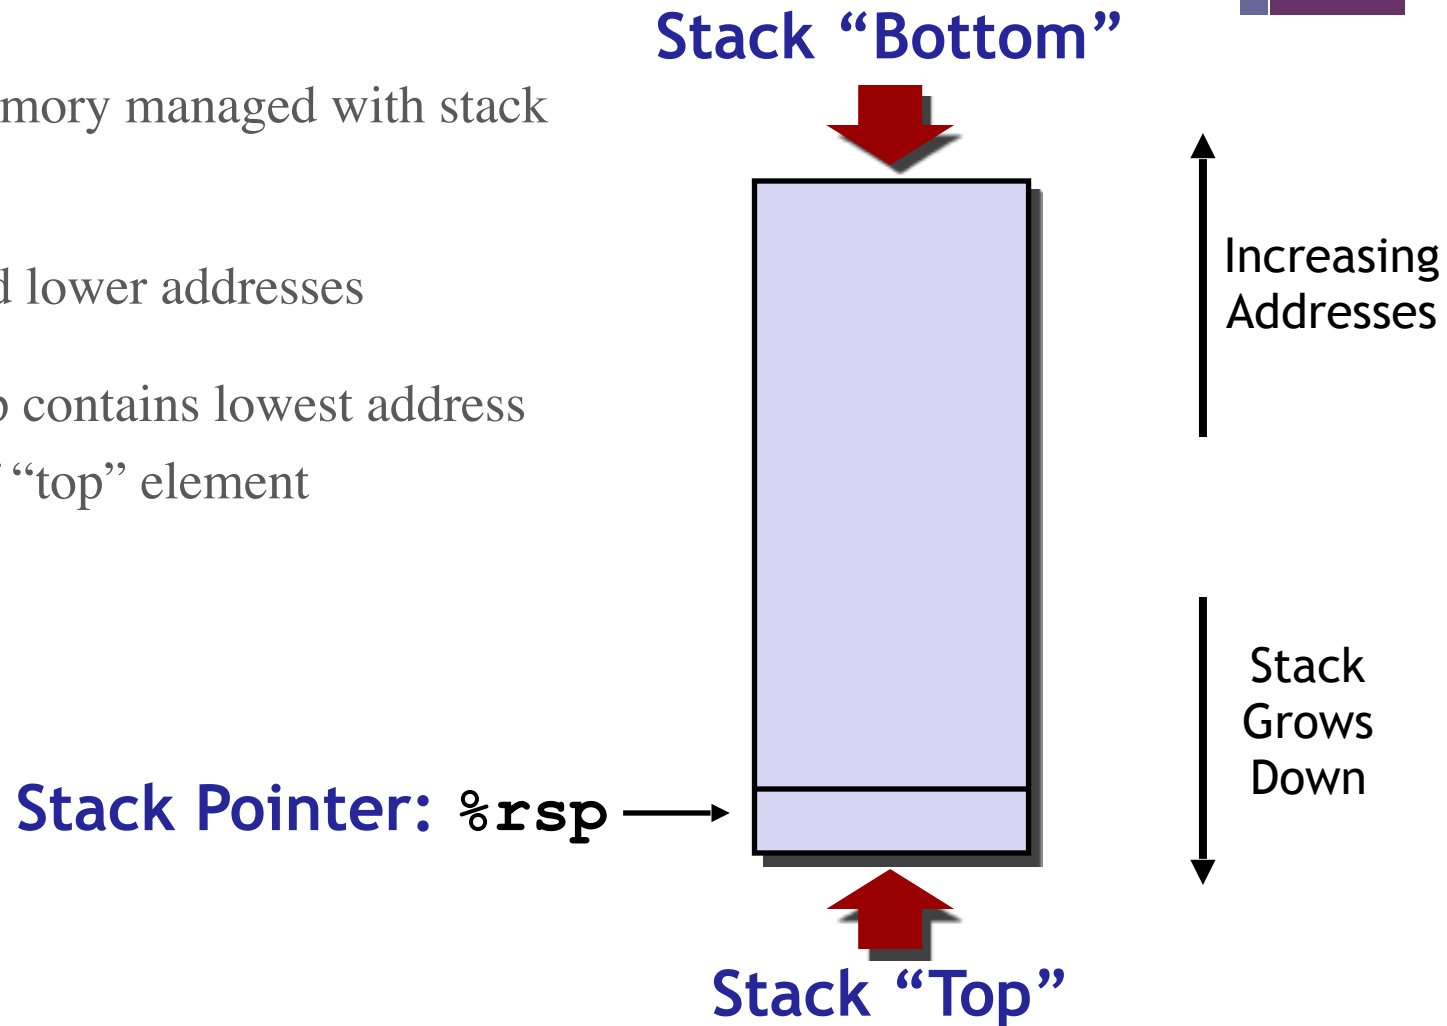 Stack “Bottom”
managed with stack
lower addresses
contains lowest address
“top” element
Increasing
Addresses
Stack
Grows
Down
Stack Pointer: %rsp
Stack “Top”